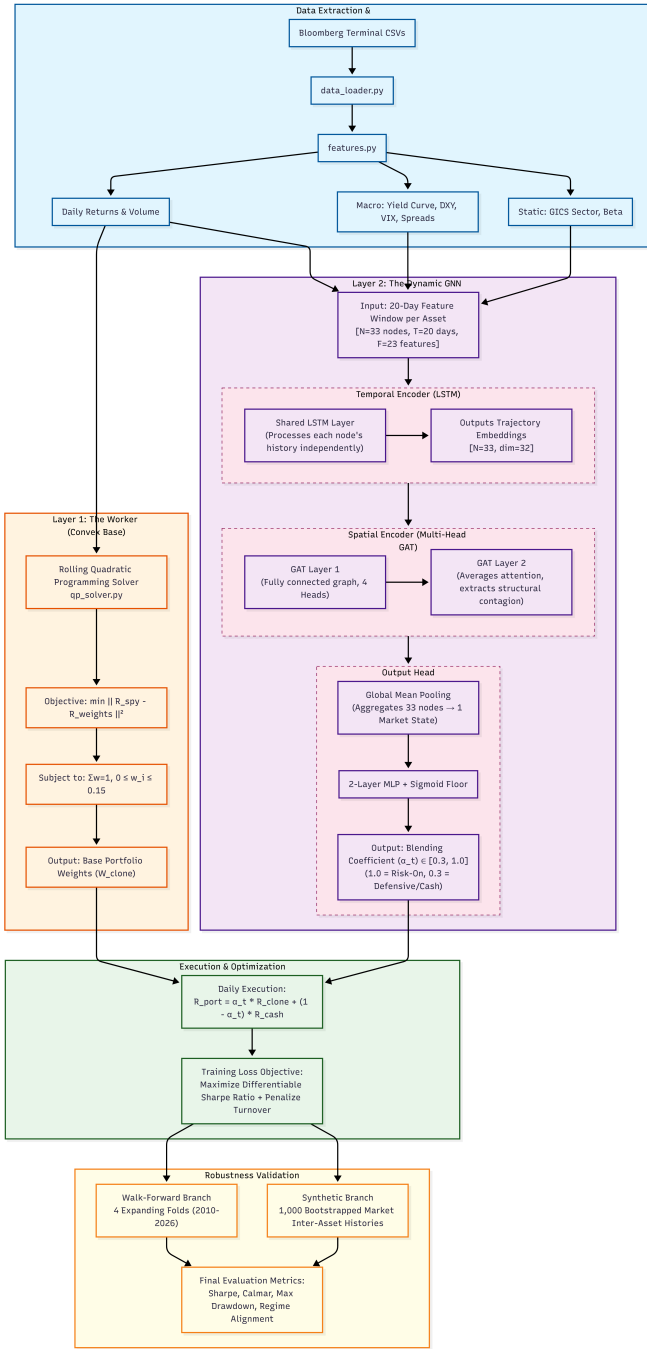 Data Extraction &
Bloomberg Terminal CSVs
data_loader.py
features.py
Daily Returns & Volume
Macro: Yield Curve, DXY,
VIX, Spreads
Static: GICS Sector, Beta
Layer 2: The Dynamic GNN
Input: 20-Day Feature
Window per Asset
[N=33 nodes, T=20 days,
F=23 features]
Temporal Encoder (LSTM)
Shared LSTM Layer
(Processes each node's
history independently)
Outputs Trajectory
Embeddings
[N=33, dim=32]
Spatial Encoder (Multi-Head
GAT)
GAT Layer 1
(Fully connected graph, 4
Heads)
GAT Layer 2
(Averages attention,
extracts structural
contagion)
Output Head
Global Mean Pooling
(Aggregates 33 nodes → 1
Market State)
2-Layer MLP + Sigmoid Floor
Output: Blending
Coefficient (α_t) ∈ [0.3, 1.0]
(1.0 = Risk-On, 0.3 =
Defensive/Cash)
Layer 1: The Worker
(Convex Base)
Rolling Quadratic
Programming Solver
qp_solver.py
Objective: min || R_spy -
R_weights ||²
Subject to: Σw=1, 0 ≤ w_i ≤
0.15
Output: Base Portfolio
Weights (W_clone)
Execution & Optimization
Daily Execution:
R_port = α_t * R_clone + (1
- α_t) * R_cash
Training Loss Objective:
Maximize Differentiable
Sharpe Ratio + Penalize
Turnover
Robustness Validation
Walk-Forward Branch
4 Expanding Folds (2010-
2026)
Synthetic Branch
1,000 Bootstrapped Market
Inter-Asset Histories
Final Evaluation Metrics:
Sharpe, Calmar, Max
Drawdown, Regime
Alignment